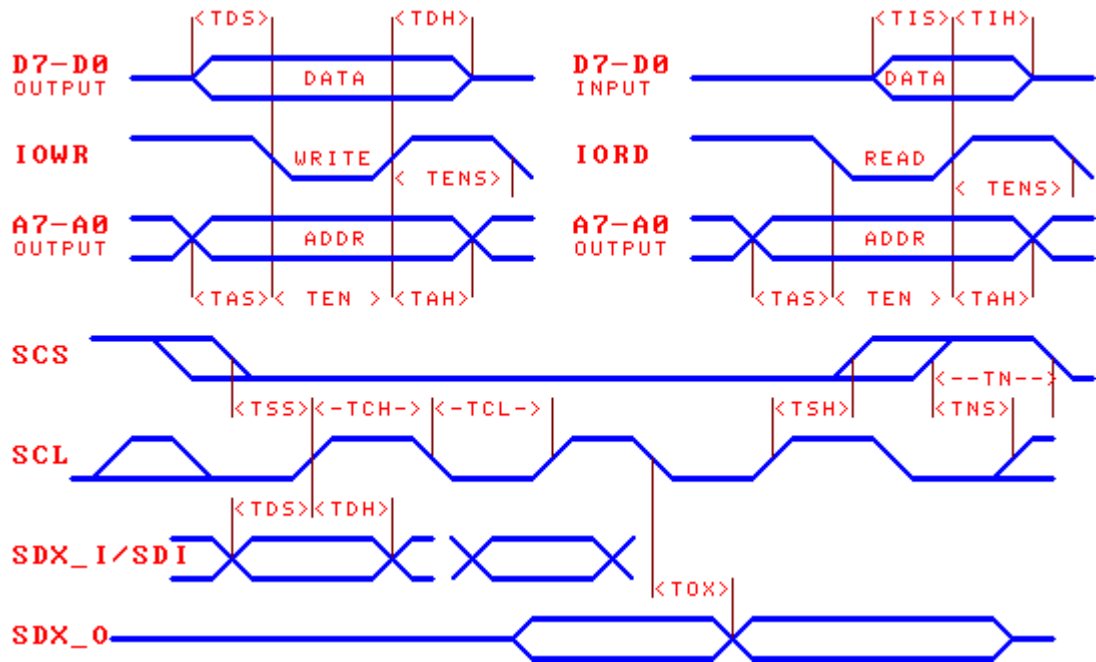 <TDS> <TDH> <TIS> <TIH>
D7-D0 DATA D7-D0 DATA
OUTPUT INPUT
IOWR WRITE IORD READ
< TENS> < TENS>
A7-A0 ADDR A7-A0 ADDR
OUTPUT OUTPUT
<TAS> < TEN > <TAH> <TAS> <TEN > <TAH>
SCS
<--TN-->
<TSS> <-TCH-> <-TCL-> <TSH> <TNS>
SCL
<TDS> <TDH>
SDX_I/SDI
<TOX>
SDX_O